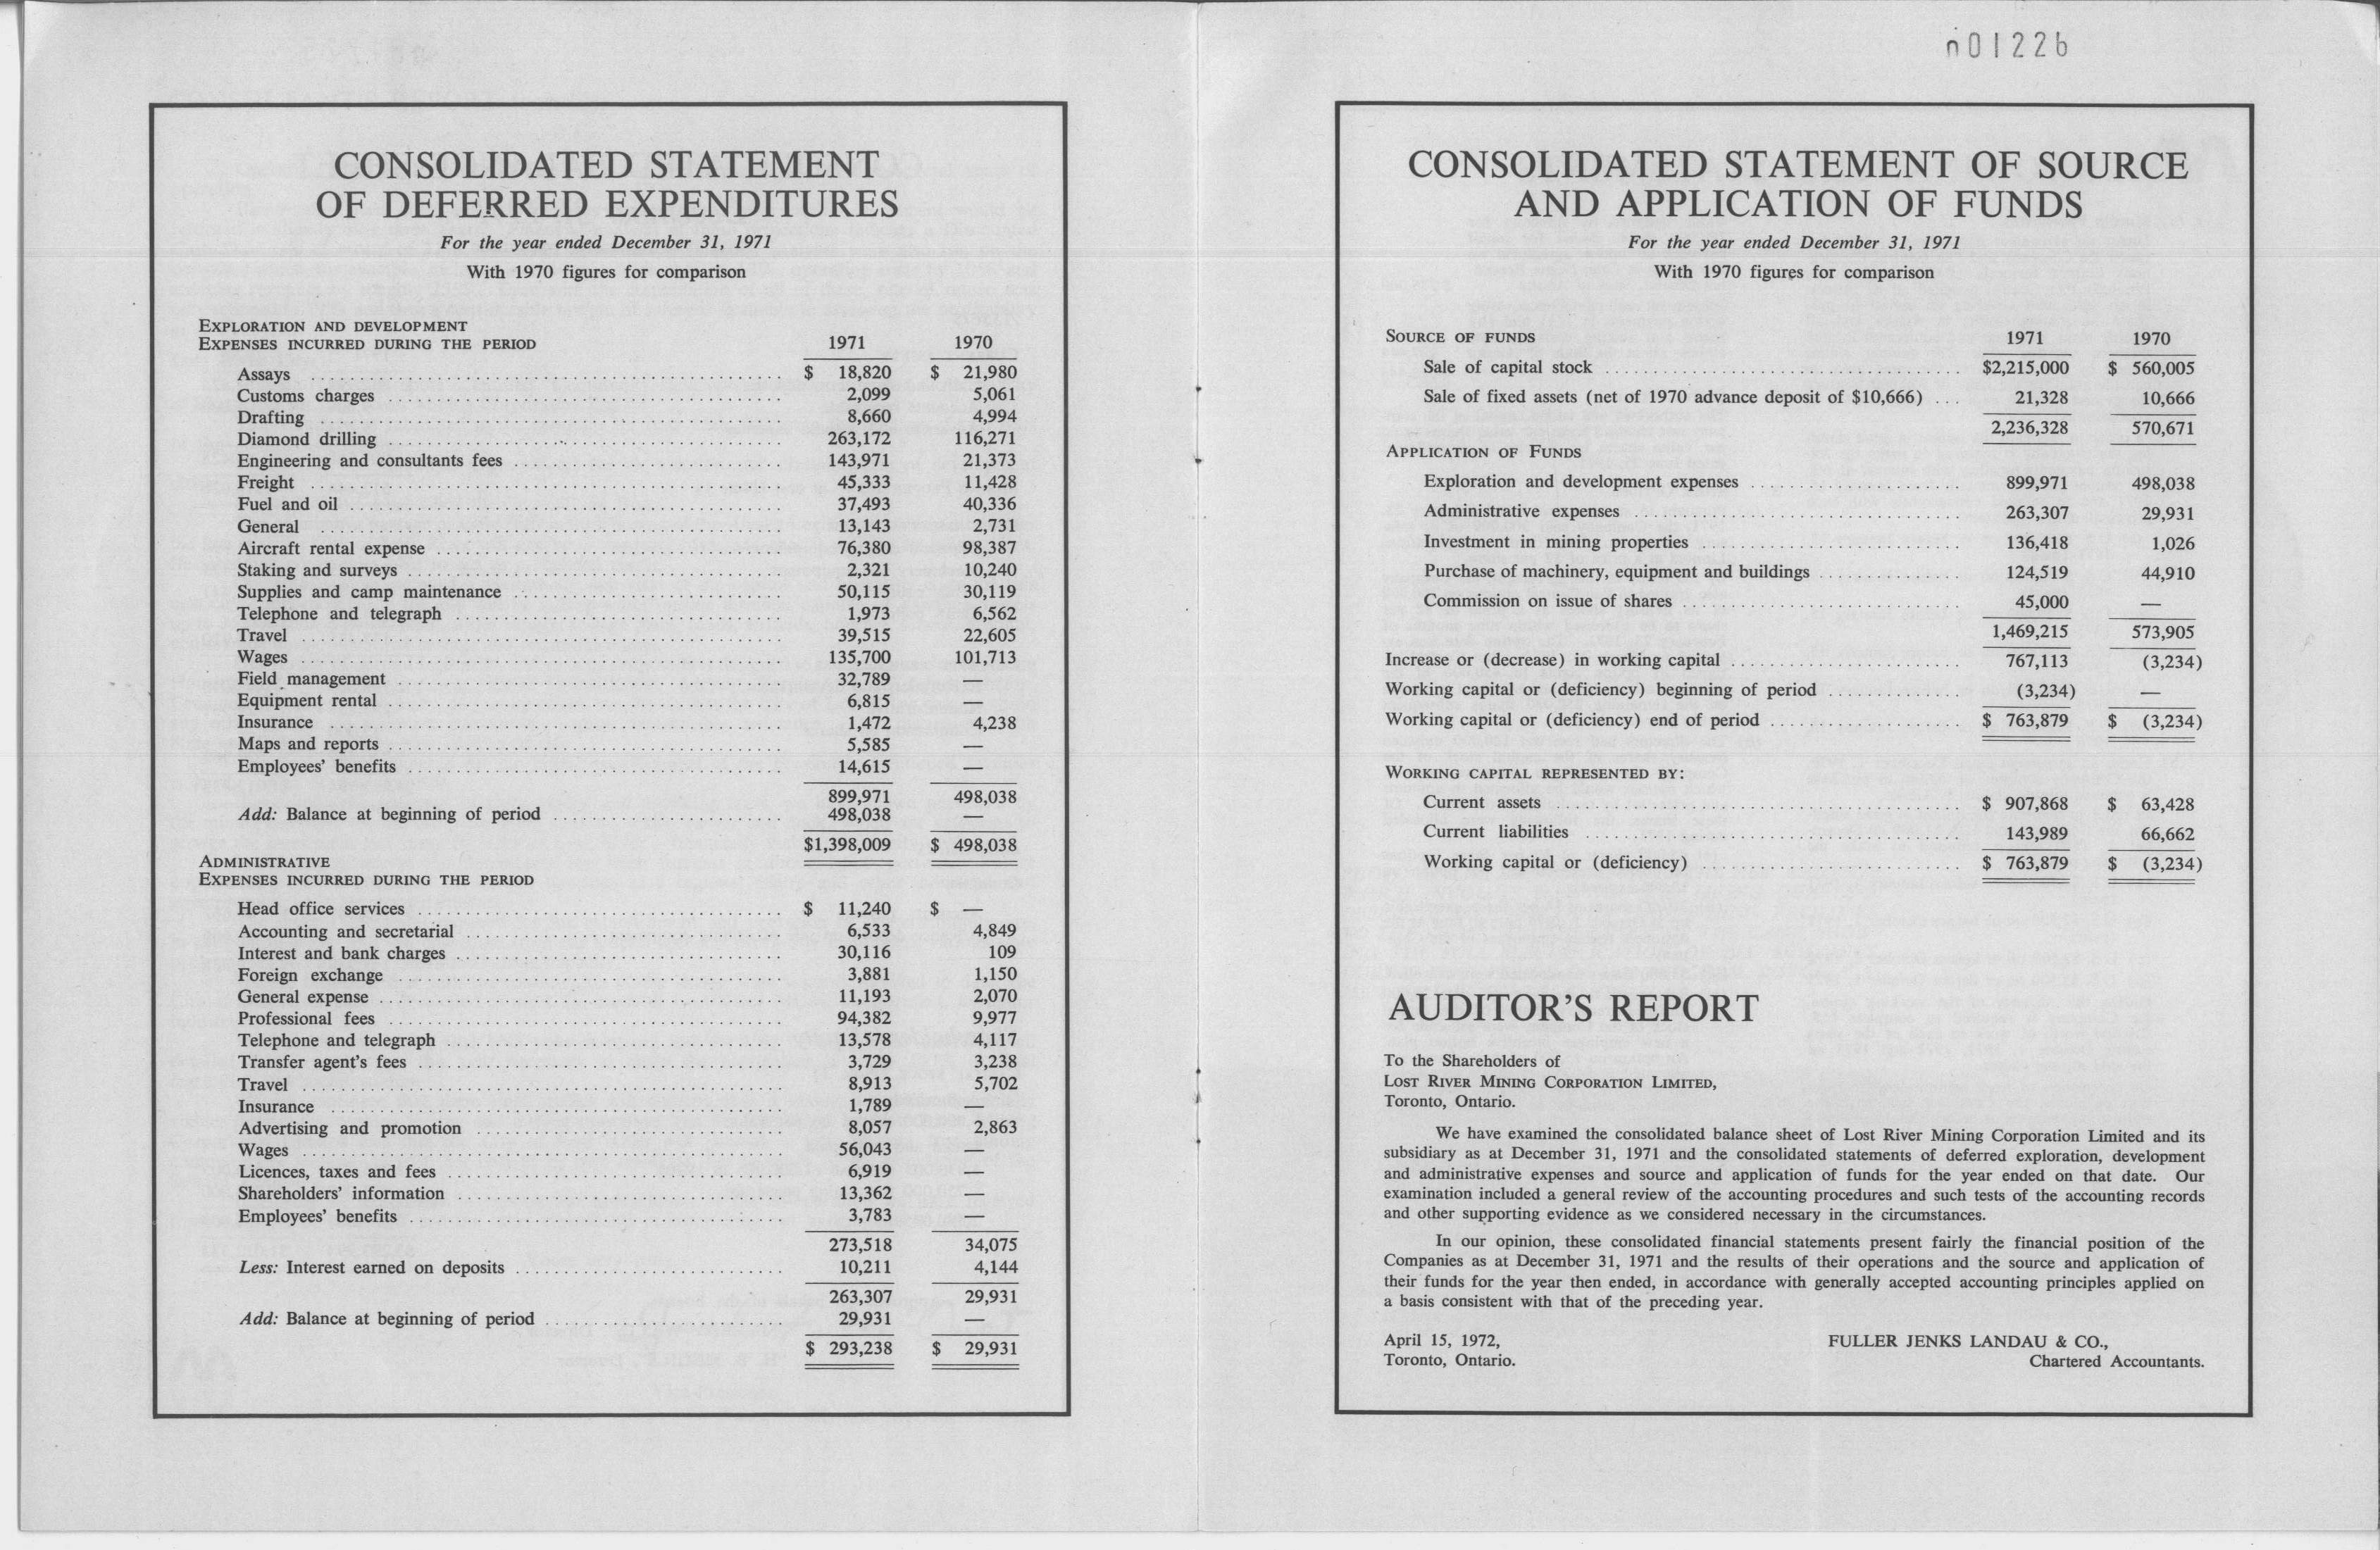 n01226
CONSOLIDATED STATEMENT
OF DEFERRED EXPENDITURES
For the year ended December 31, 1971
With 1970 figures for comparison
EXPLORATION AND DEVELOPMENT
EXPENSES INCURRED DURING THE PERIOD 1971 1970
Assays $ 18,820 $ 21,980
Customs charges 2,099 5,061
Drafting 8,660 4,994
Diamond drilling 263,172 116,271
Engineering and consultants fees 143,971 21,373
Freight 45,333 11,428
Fuel and oil 37,493 40,336
General 13,143 2,731
Aircraft rental expense 76,380 98,387
Staking and surveys 2,321 10,240
Supplies and camp maintenance 50,115 30,119
Telephone and telegraph 1,973 6,562
Travel 39,515 22,605
Wages 135,700 101,713
Field management 32,789 —
Equipment rental 6,815 —
Insurance 1,472 4,238
Maps and reports 5,585 —
Employees' benefits 14,615 —
899,971 498,038
Add: Balance at beginning of period 498,038 —
$1,398,009 $ 498,038
ADMINISTRATIVE
EXPENSES INCURRED DURING THE PERIOD
Head office services $ 11,240 $ —
Accounting and secretarial 6,533 4,849
Interest and bank charges 30,116 109
Foreign exchange 3,881 1,150
General expense 11,193 2,070
Professional fees 94,382 9,977
Telephone and telegraph 13,578 4,117
Transfer agent's fees 3,729 3,238
Travel 8,913 5,702
Insurance 1,789 —
Advertising and promotion 8,057 2,863
Wages 56,043 —
Licences, taxes and fees 6,919 —
Shareholders' information 13,362 —
Employees' benefits 3,783 —
273,518 34,075
Less: Interest earned on deposits 10,211 4,144
263,307 29,931
Add: Balance at beginning of period 29,931 —
$ 293,238 $ 29,931
CONSOLIDATED STATEMENT OF SOURCE
AND APPLICATION OF FUNDS
For the year ended December 31, 1971
With 1970 figures for comparison
SOURCE OF FUNDS 1971 1970
Sale of capital stock $2,215,000 $ 560,005
Sale of fixed assets (net of 1970 advance deposit of $10,666) 21,328 10,666
2,236,328 570,671
APPLICATION OF FUNDS
Exploration and development expenses 899,971 498,038
Administrative expenses 263,307 29,931
Investment in mining properties 136,418 1,026
Purchase of machinery, equipment and buildings 124,519 44,910
Commission on issue of shares 45,000 —
1,469,215 573,905
Increase or (decrease) in working capital 767,113 (3,234)
Working capital or (deficiency) beginning of period (3,234) —
Working capital or (deficiency) end of period $ 763,879 $ (3,234)
WORKING CAPITAL REPRESENTED BY:
Current assets $ 907,868 $ 63,428
Current liabilities 143,989 66,662
Working capital or (deficiency) $ 763,879 $ (3,234)
AUDITOR'S REPORT
To the Shareholders of
LOST RIVER MINING CORPORATION LIMITED,
Toronto, Ontario.
We have examined the consolidated balance sheet of Lost River Mining Corporation Limited and its
subsidiary as at December 31, 1971 and the consolidated statements of deferred exploration, development
and administrative expenses and source and application of funds for the year ended on that date. Our
examination included a general review of the accounting procedures and such tests of the accounting records
and other supporting evidence as we considered necessary in the circumstances.
In our opinion, these consolidated financial statements present fairly the financial position of the
Companies as at December 31, 1971 and the results of their operations and the source and application of
their funds for the year then ended, in accordance with generally accepted accounting principles applied on
a basis consistent with that of the preceding year.
April 15, 1972, FULLER JENKS LANDAU & CO.,
Toronto, Ontario. Chartered Accountants.